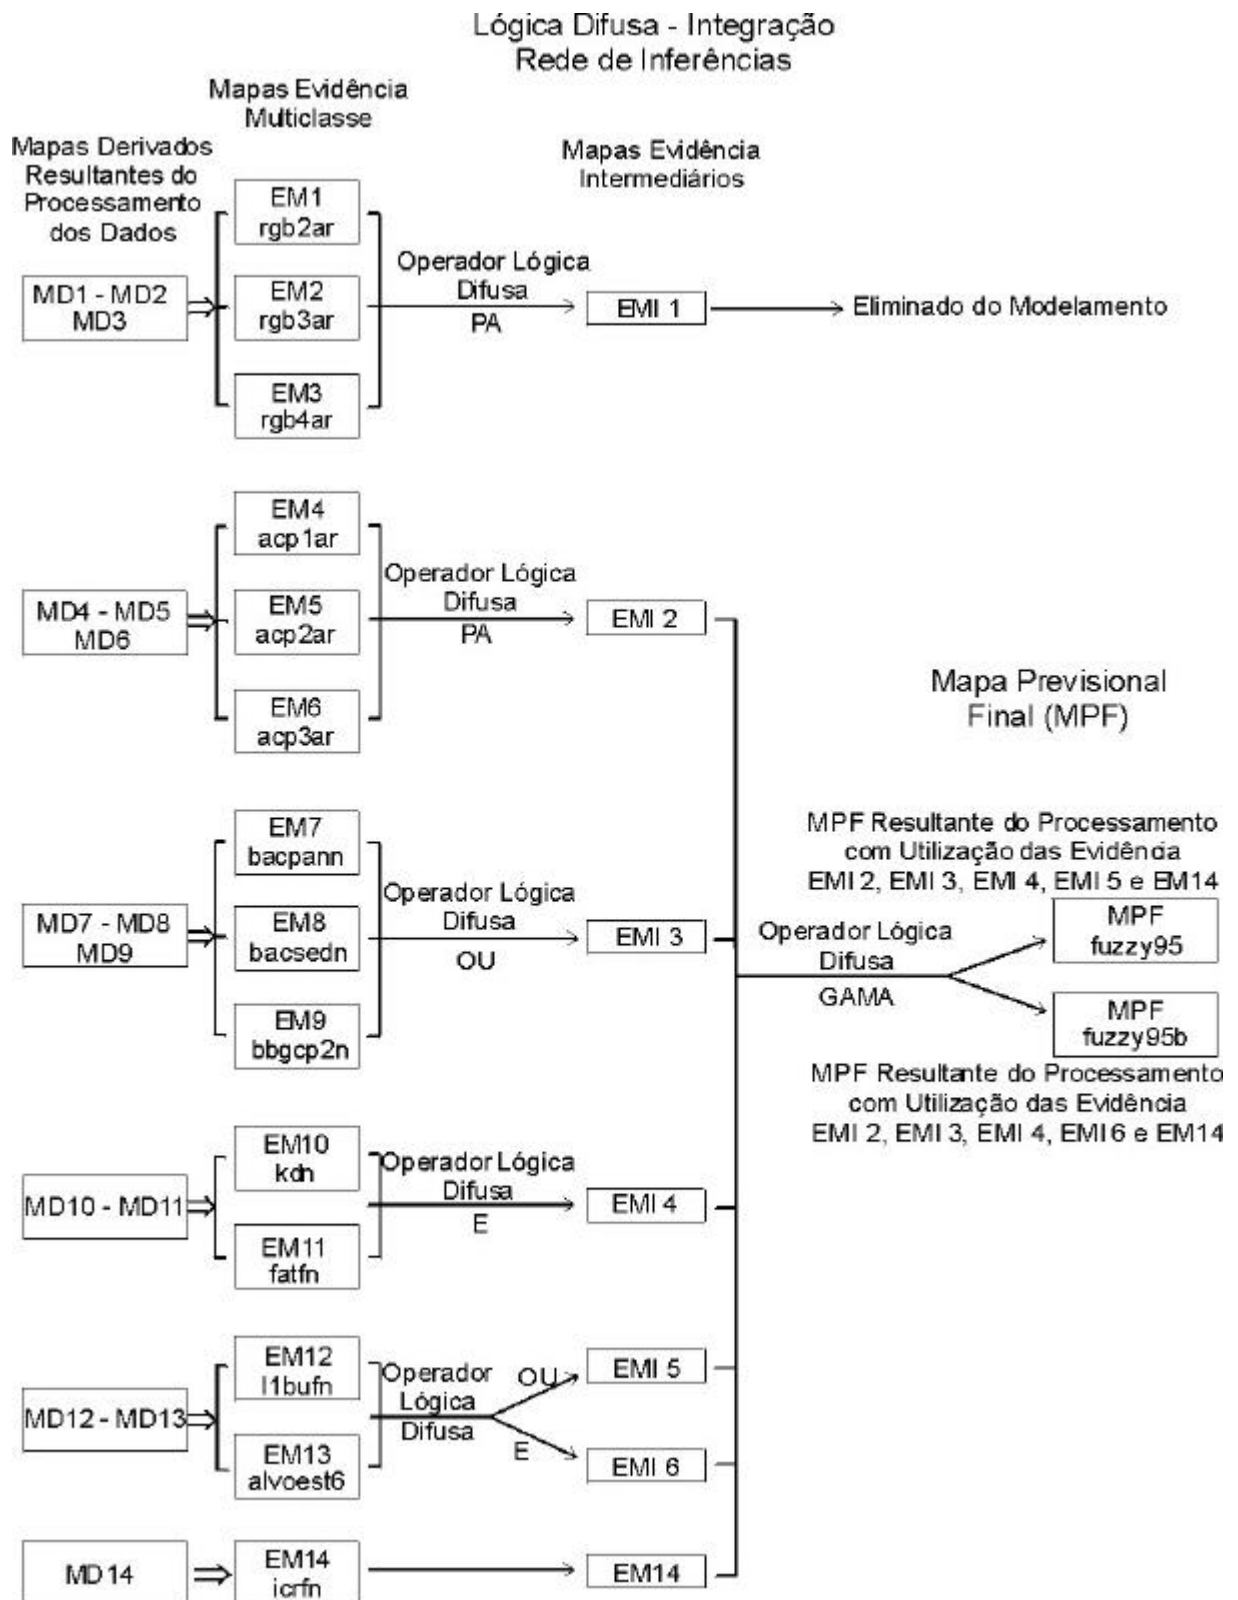 Lógica Difusa - Integração
Rede de Inferências
Mapas Evidência
Multiclasse
Mapas Derivados
Resultantes do
Processamento
dos Dados
Mapas Evidência
Intermediários
MD1 - MD2
MD3
EM1
rgb2ar
EM2
rgb3ar
EM3
rgb4ar
Operador Lógica
Difusa
PA
EMI 1
Eliminado do Modelamento
MD4 - MD5
MD6
EM4
acp1ar
EM5
acp2ar
EM6
acp3ar
Operador Lógica
Difusa
PA
EMI 2
Mapa Previsional
Final (MPF)
MD7 - MD8
MD9
EM7
bacpann
EM8
bacsedn
EM9
bbgcp2n
Operador Lógica
Difusa
OU
EMI 3
MPF Resultante do Processamento
com Utilização das Evidência
EMI 2, EMI 3, EMI 4, EMI 5 e EM14
Operador Lógica
Difusa
GAMA
MPF
fuzzy95
MPF
fuzzy95b
MPF Resultante do Processamento
com Utilização das Evidência
EMI 2, EMI 3, EMI 4, EMI 6 e EM14
MD10 - MD11
EM10
kdn
EM11
fatfn
Operador Lógica
Difusa
E
EMI 4
MD12 - MD13
EM12
l1bufn
EM13
alvoest6
Operador
Lógica
Difusa
OU
E
EMI 5
EMI 6
MD14
EM14
icrfn
EM14